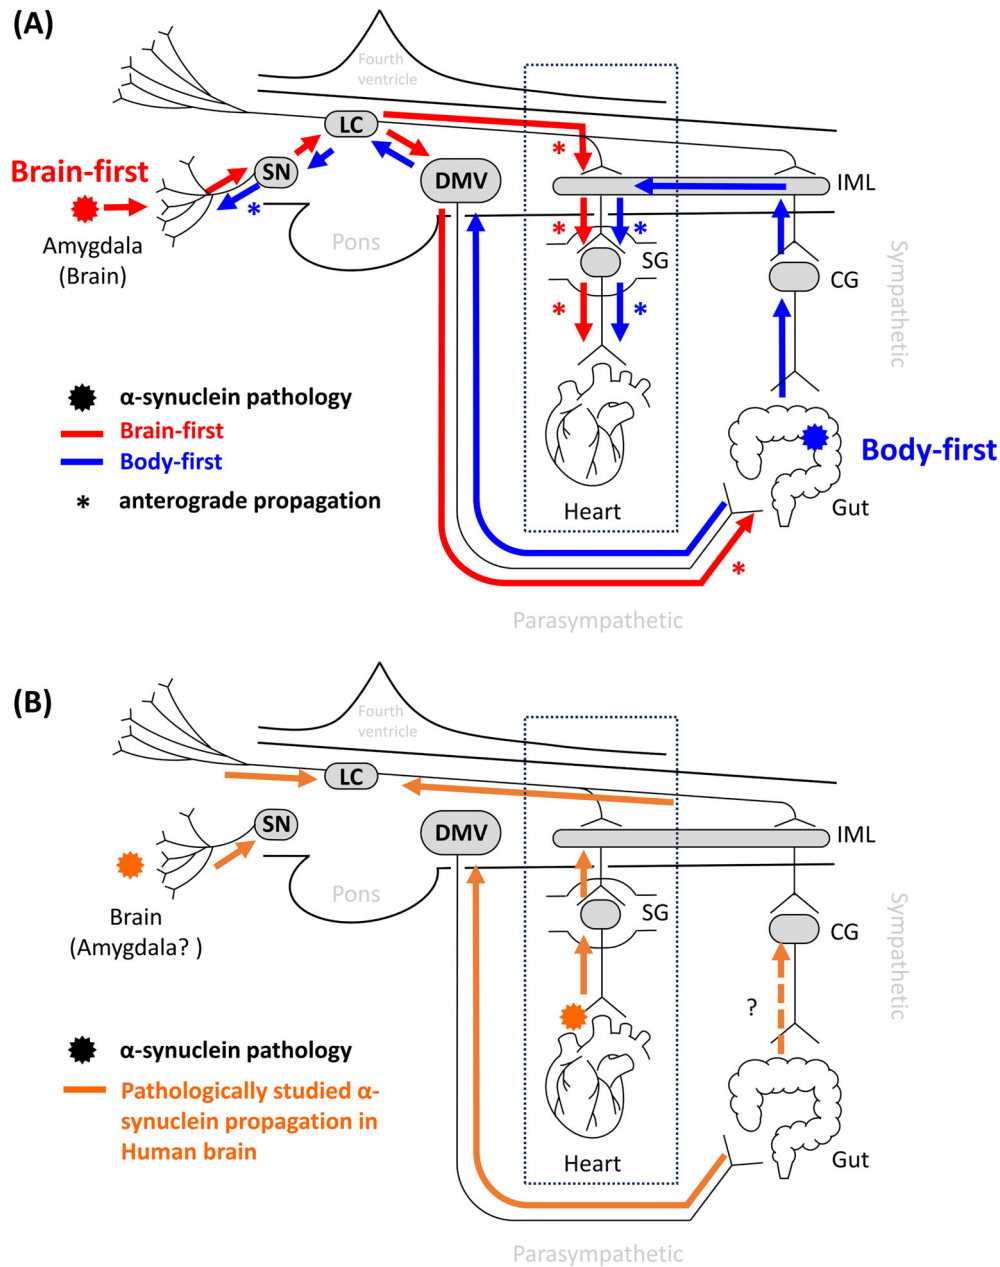 (A)
Fourth
ventricle
LC
Brain-first
SN
DMV
IML
Amygdala
(Brain)
*
Pons
*
*
*
SG
CG
*
*
Sympathetic
α-synuclein pathology
Brain-first
Body-first
* anterograde propagation
Body-first
Heart
Gut
*
Parasympathetic
(B)
Fourth
ventricle
LC
SN
DMV
IML
Pons
Brain
(Amygdala? )
SG
CG
Sympathetic
?
α-synuclein pathology
Pathologically studied α-
synuclein propagation in
Human brain
Heart
Gut
Parasympathetic